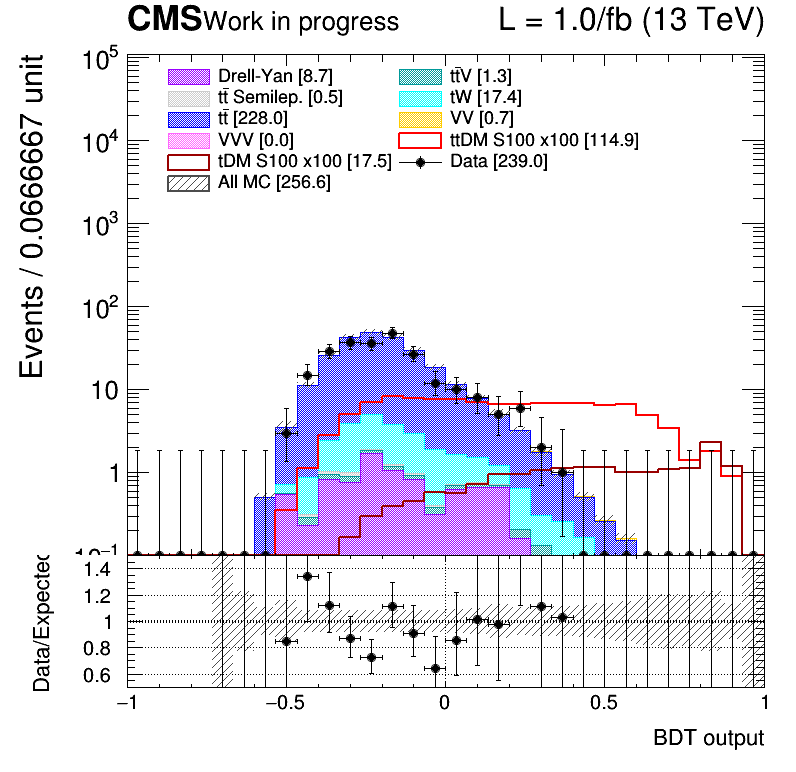 CMS Work in progress L = 1.0/fb (13 TeV)
Events / 0.0666667 unit
10⁵
10⁴
10³
10²
10
1
10⁻¹
Drell-Yan [8.7] tt̄V [1.3]
tt̄ Semilep. [0.5] tW [17.4]
tt̄ [228.0] VV [0.7]
VVV [0.0] ttDM S100 x100 [114.9]
tDM S100 x100 [17.5] Data [239.0]
All MC [256.6]
Data/Expected
1.4
1.2
1
0.8
0.6
−1 −0.5 0 0.5 1
BDT output